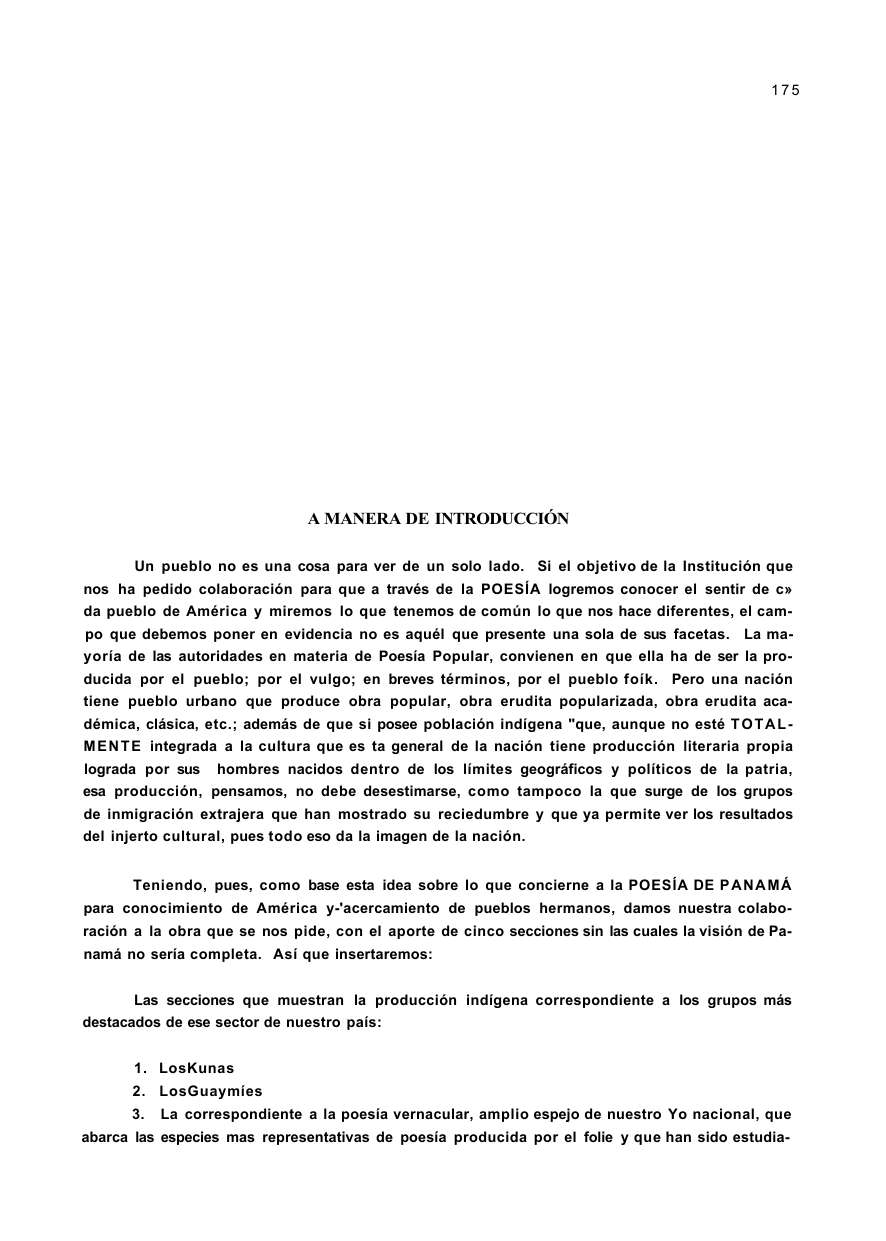 175
A MANERA DE INTRODUCCIÓN
Un pueblo no es una cosa para ver de un solo lado. Si el objetivo de la Institución que
nos ha pedido colaboración para que a través de la POESÍA logremos conocer el sentir de c»
da pueblo de América y miremos lo que tenemos de común lo que nos hace diferentes, el cam-
po que debemos poner en evidencia no es aquél que presente una sola de sus facetas. La ma-
yoría de las autoridades en materia de Poesía Popular, convienen en que ella ha de ser la pro-
ducida por el pueblo; por el vulgo; en breves términos, por el pueblo foík. Pero una nación
tiene pueblo urbano que produce obra popular, obra erudita popularizada, obra erudita aca-
démica, clásica, etc.; además de que si posee población indígena "que, aunque no esté TOTAL-
MENTE integrada a la cultura que es ta general de la nación tiene producción literaria propia
lograda por sus hombres nacidos dentro de los límites geográficos y políticos de la patria,
esa producción, pensamos, no debe desestimarse, como tampoco la que surge de los grupos
de inmigración extrajera que han mostrado su reciedumbre y que ya permite ver los resultados
del injerto cultural, pues todo eso da la imagen de la nación.
Teniendo, pues, como base esta idea sobre lo que concierne a la POESÍA DE PANAMÁ
para conocimiento de América y-'acercamiento de pueblos hermanos, damos nuestra colabo-
ración a la obra que se nos pide, con el aporte de cinco secciones sin las cuales la visión de Pa-
namá no sería completa. Así que insertaremos:
Las secciones que muestran la producción indígena correspondiente a los grupos más
destacados de ese sector de nuestro país:
1. LosKunas
2. LosGuaymíes
3. La correspondiente a la poesía vernacular, amplio espejo de nuestro Yo nacional, que
abarca las especies mas representativas de poesía producida por el folie y que han sido estudia-